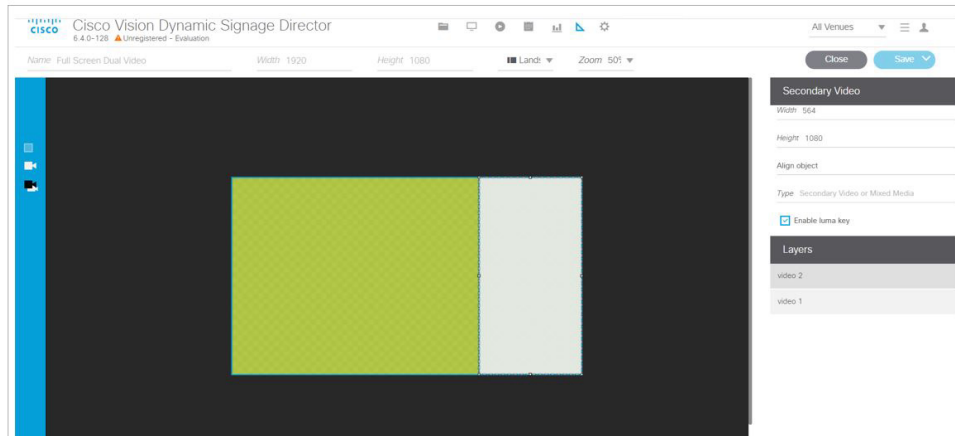 CISCO
Cisco Vision Dynamic Signage Director
6.4.0-128 Unregistered - Evaluation
All Venues
Name Full Screen Dual Video
Width 1920
Height 1080
Lands
Zoom 50%
Close
Save
Secondary Video
Width 564
Height 1080
Align object
Type Secondary Video or Mixed Media
Enable luma key
Layers
video 2
video 1